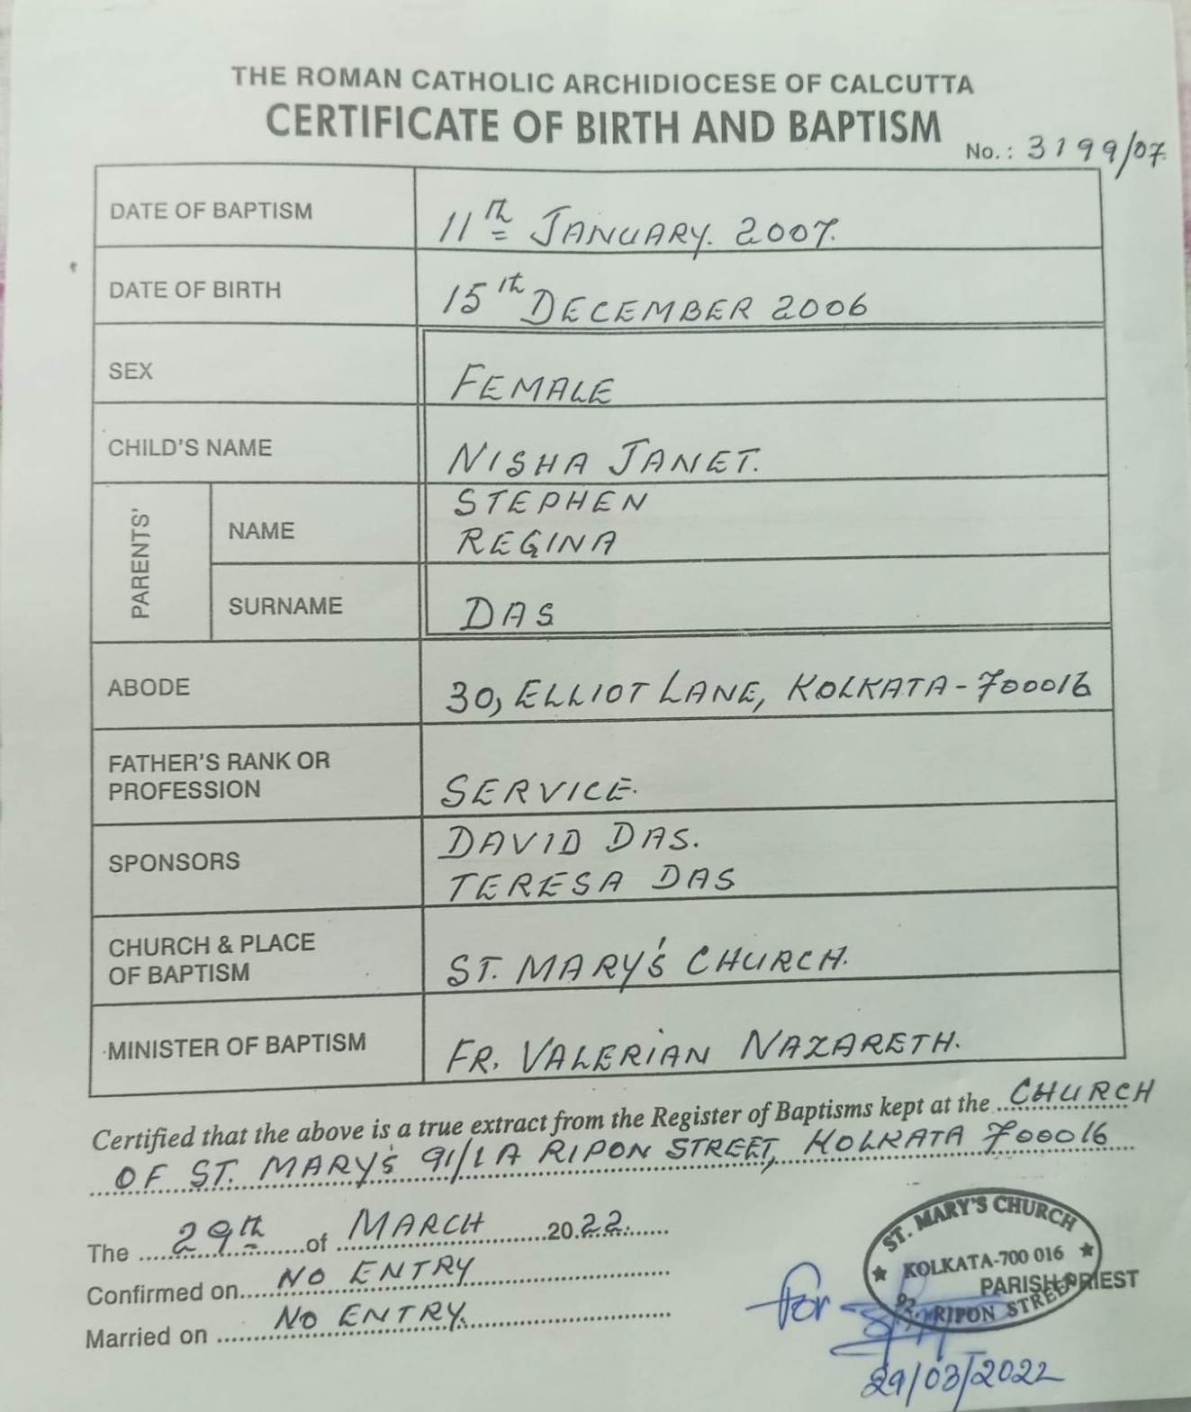 THE ROMAN CATHOLIC ARCHIDIOCESE OF CALCUTTA
CERTIFICATE OF BIRTH AND BAPTISM
No.: 3199/07
DATE OF BAPTISM 11th JANUARY. 2007.
DATE OF BIRTH 15th DECEMBER 2006
SEX FEMALE
CHILD'S NAME NISHA JANET.
PARENTS'
NAME STEPHEN
REGINA
SURNAME DAS
ABODE 30, ELLIOT LANE, KOLKATA-700016
FATHER'S RANK OR
PROFESSION SERVICE.
SPONSORS DAVID DAS.
TERESA DAS
CHURCH & PLACE
OF BAPTISM ST. MARY'S CHURCH.
MINISTER OF BAPTISM FR. VALERIAN NAZARETH.
Certified that the above is a true extract from the Register of Baptisms kept at the CHURCH
OF ST. MARY'S 91/1A RIPON STREET, KOLKATA 700016
The 29th of MARCH 2022.
Confirmed on NO ENTRY
Married on NO ENTRY.
ST. MARY'S CHURCH
KOLKATA-700 016
92, RIPON STREET
PARISH PRIEST
for
29/03/2022